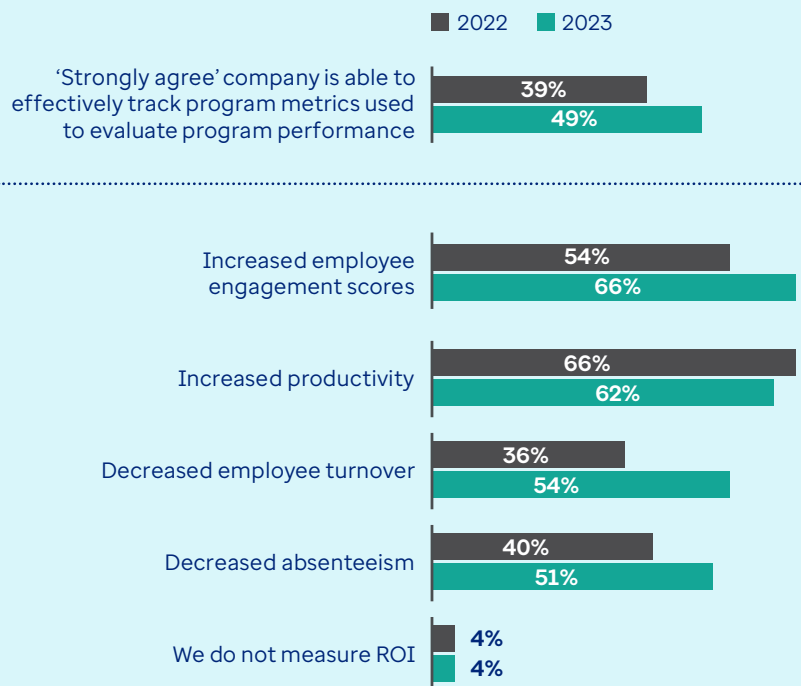 2022 2023
‘Strongly agree’ company is able to
effectively track program metrics used
to evaluate program performance
39%
49%
Increased employee
engagement scores
54%
66%
Increased productivity
66%
62%
Decreased employee turnover
36%
54%
Decreased absenteeism
40%
51%
We do not measure ROI
4%
4%